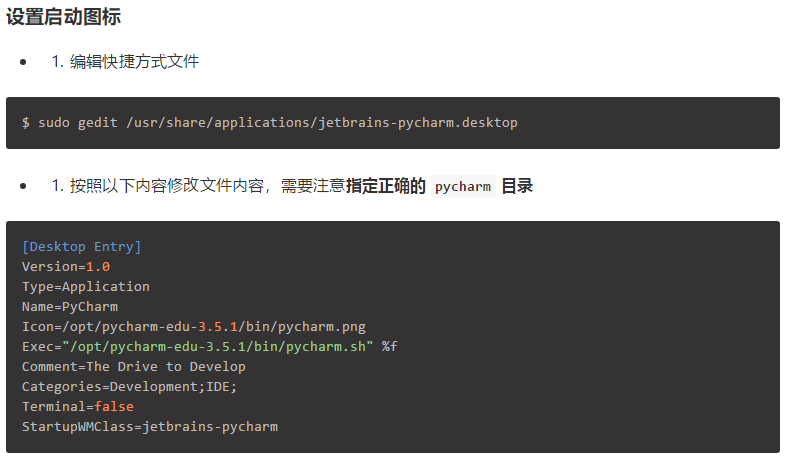 设置启动图标
1. 编辑快捷方式文件
$ sudo gedit /usr/share/applications/jetbrains-pycharm.desktop
1. 按照以下内容修改文件内容，需要注意指定正确的 pycharm 目录
[Desktop Entry]
Version=1.0
Type=Application
Name=PyCharm
Icon=/opt/pycharm-edu-3.5.1/bin/pycharm.png
Exec="/opt/pycharm-edu-3.5.1/bin/pycharm.sh" %f
Comment=The Drive to Develop
Categories=Development;IDE;
Terminal=false
StartupWMClass=jetbrains-pycharm